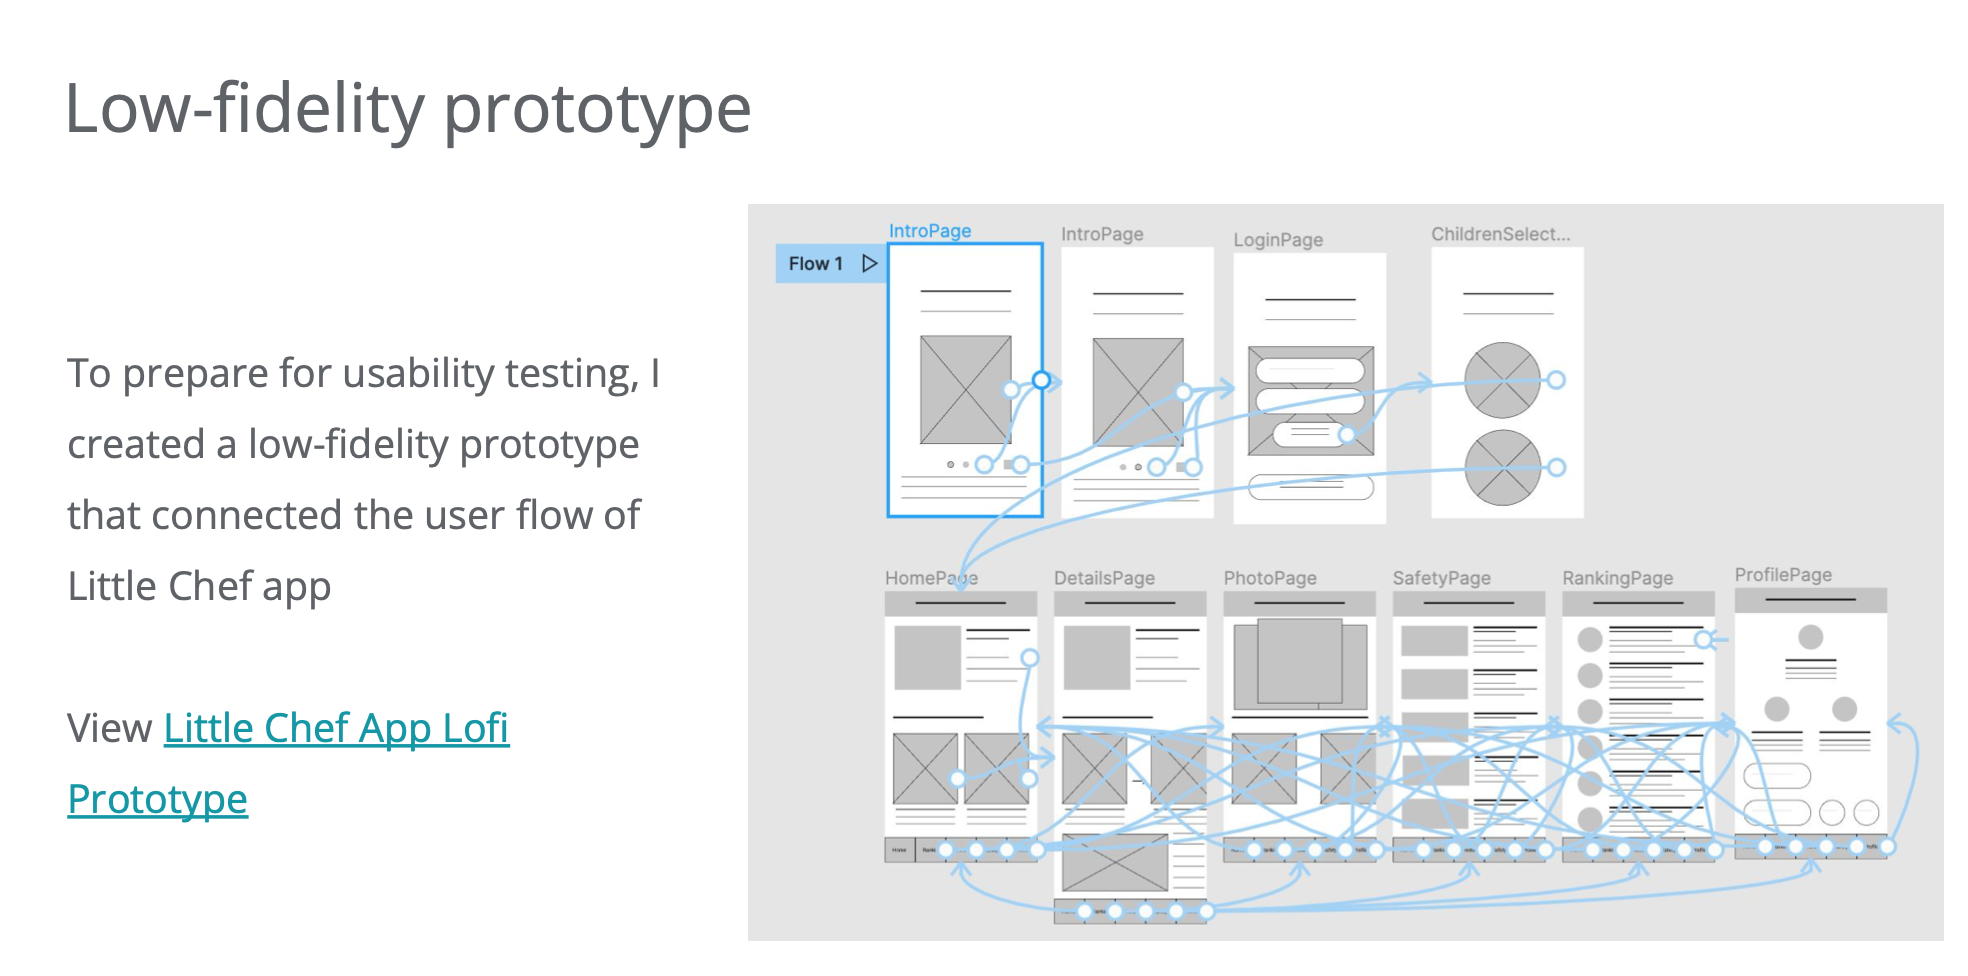 Low-fidelity prototype
To prepare for usability testing, I
created a low-fidelity prototype
that connected the user flow of
Little Chef app
View Little Chef App Lofi
Prototype
IntroPage
IntroPage
LoginPage
ChildrenSelect...
Flow 1
HomePage
DetailsPage
PhotoPage
SafetyPage
RankingPage
ProfilePage
Home